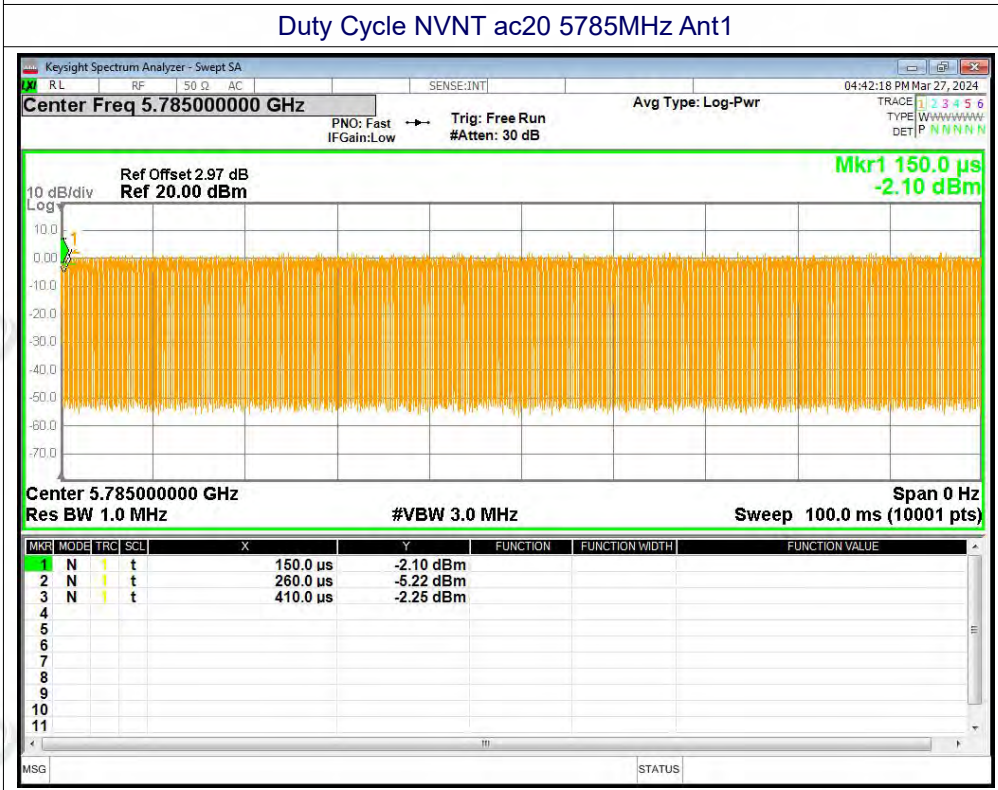 Duty Cycle NVNT ac20 5785MHz Ant1
Keysight Spectrum Analyzer - Swept SA
LXI RL RF 50 Ω AC SENSE:INT 04:42:18 PM Mar 27, 2024
Center Freq 5.785000000 GHz Avg Type: Log-Pwr TRACE 1 2 3 4 5 6
PNO: Fast Trig: Free Run TYPE WWWWWW
IFGain:Low #Atten: 30 dB DET P N N N N N
Mkr1 150.0 µs
Ref Offset 2.97 dB
10 dB/div Ref 20.00 dBm -2.10 dBm
Log
10.0
1
0.00
-10.0
-20.0
-30.0
-40.0
-50.0
-60.0
-70.0
Center 5.785000000 GHz Span 0 Hz
Res BW 1.0 MHz #VBW 3.0 MHz Sweep 100.0 ms (10001 pts)
MKR MODE TRC SCL X Y FUNCTION FUNCTION WIDTH FUNCTION VALUE
1 N 1 t 150.0 µs -2.10 dBm
2 N 1 t 260.0 µs -5.22 dBm
3 N 1 t 410.0 µs -2.25 dBm
4
5
6
7
8
9
10
11
MSG STATUS